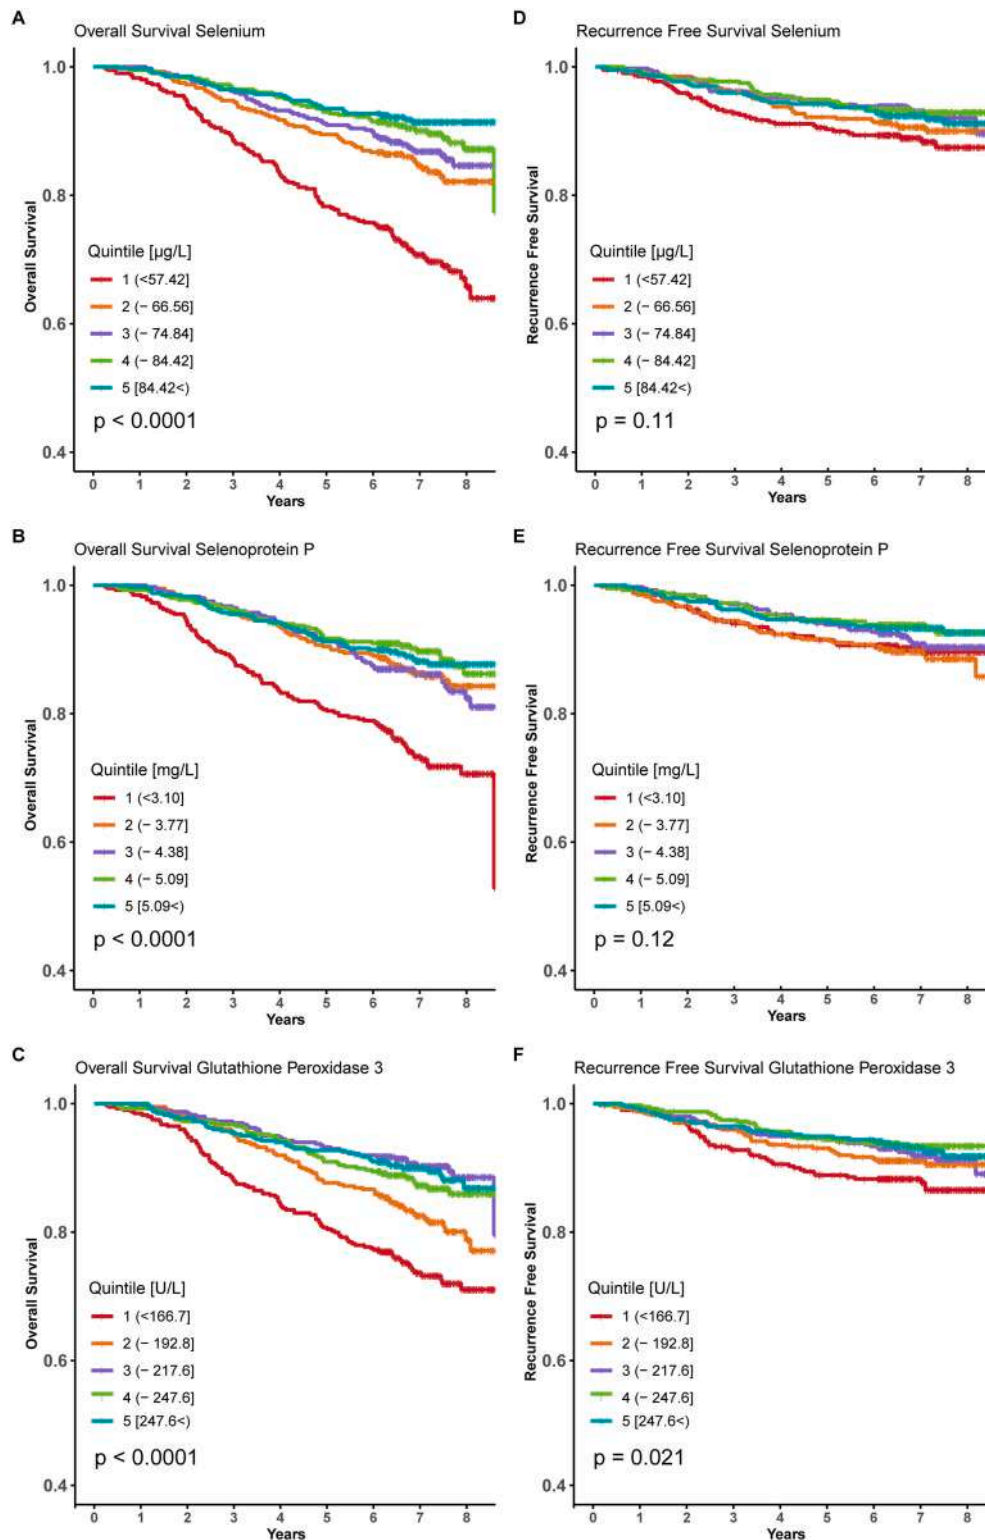 A
Overall Survival Selenium
1.0
0.8
0.6
0.4
Overall Survival
Quintile [µg/L]
1 (<57.42]
2 (− 66.56]
3 (− 74.84]
4 (− 84.42]
5 [84.42<)
p < 0.0001
0 1 2 3 4 5 6 7 8
Years
D
Recurrence Free Survival Selenium
1.0
0.8
0.6
0.4
Recurrence Free Survival
Quintile [µg/L]
1 (<57.42]
2 (− 66.56]
3 (− 74.84]
4 (− 84.42]
5 [84.42<)
p = 0.11
0 1 2 3 4 5 6 7 8
Years
B
Overall Survival Selenoprotein P
1.0
0.8
0.6
0.4
Overall Survival
Quintile [mg/L]
1 (<3.10]
2 (− 3.77]
3 (− 4.38]
4 (− 5.09]
5 [5.09<)
p < 0.0001
0 1 2 3 4 5 6 7 8
Years
E
Recurrence Free Survival Selenoprotein P
1.0
0.8
0.6
0.4
Recurrence Free Survival
Quintile [mg/L]
1 (<3.10]
2 (− 3.77]
3 (− 4.38]
4 (− 5.09]
5 [5.09<)
p = 0.12
0 1 2 3 4 5 6 7 8
Years
C
Overall Survival Glutathione Peroxidase 3
1.0
0.8
0.6
0.4
Overall Survival
Quintile [U/L]
1 (<166.7]
2 (− 192.8]
3 (− 217.6]
4 (− 247.6]
5 [247.6<)
p < 0.0001
0 1 2 3 4 5 6 7 8
Years
F
Recurrence Free Survival Glutathione Peroxidase 3
1.0
0.8
0.6
0.4
Recurrence Free Survival
Quintile [U/L]
1 (<166.7]
2 (− 192.8]
3 (− 217.6]
4 (− 247.6]
5 [247.6<)
p = 0.021
0 1 2 3 4 5 6 7 8
Years